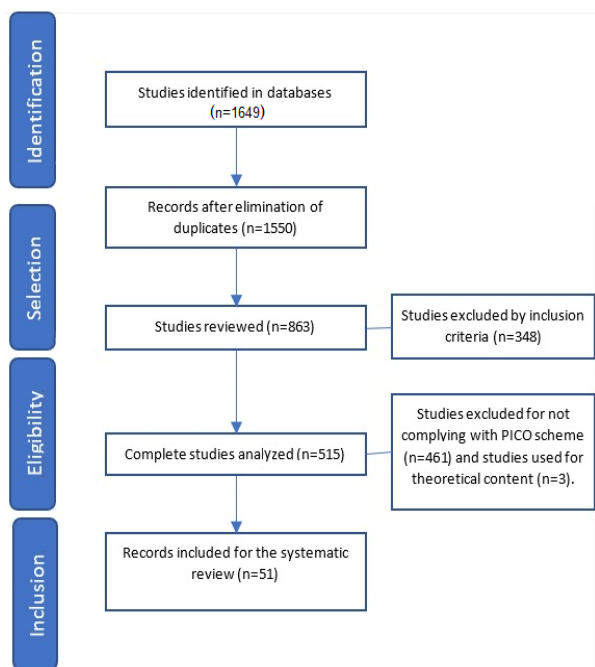 Identification
Studies identified in databases
(n=1649)
Records after elimination of
duplicates (n=1550)
Selection
Studies reviewed (n=863)
Studies excluded by inclusion
criteria (n=348)
Eligibility
Complete studies analyzed (n=515)
Studies excluded for not
complying with PICO scheme
(n=461) and studies used for
theoretical content (n=3).
Inclusion
Records included for the systematic
review (n=51)